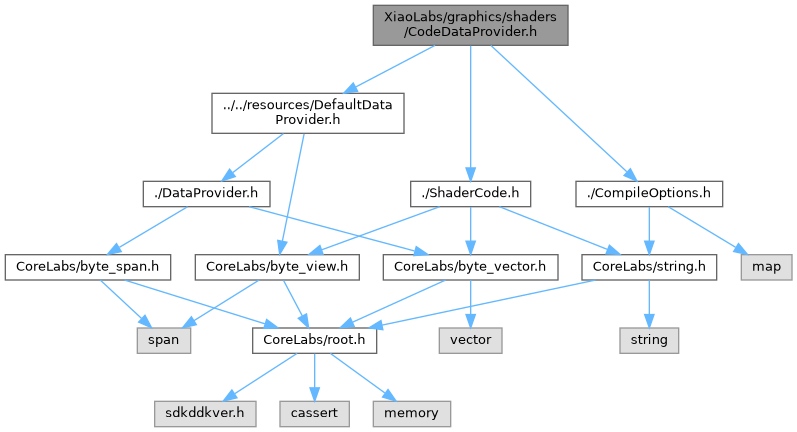 XiaoLabs/graphics/shaders
/CodeDataProvider.h
../../resources/DefaultData
Provider.h
./DataProvider.h
./ShaderCode.h
./CompileOptions.h
CoreLabs/byte_span.h
CoreLabs/byte_view.h
CoreLabs/byte_vector.h
CoreLabs/string.h
map
span
CoreLabs/root.h
vector
string
sdkddkver.h
cassert
memory